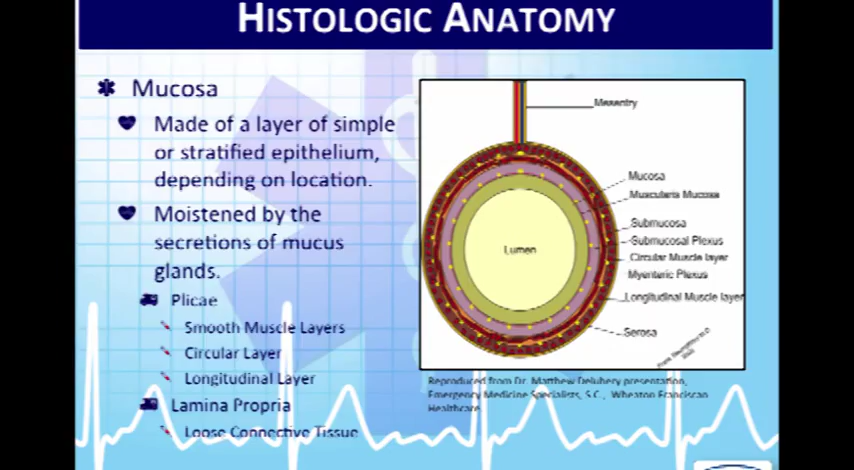 HISTOLOGIC ANATOMY
Mucosa
Made of a layer of simple
or stratified epithelium,
depending on location.
Moistened by the
secretions of mucus
glands.
Plicae
Smooth Muscle Layers
Circular Layer
Longitudinal Layer
Lamina Propria
Loose Connective Tissue
Mesentry
Mucosa
Muscularis Mucosa
Submucosa
Submucosal Plexus
Circular Muscle layer
Myenteric Plexus
Longitudinal Muscle layer
Serosa
Lumen
Reproduced from Dr. Matthew Deluhery presentation,
Emergency Medicine Specialists, S.C., Wheaton Franciscan
Healthcare